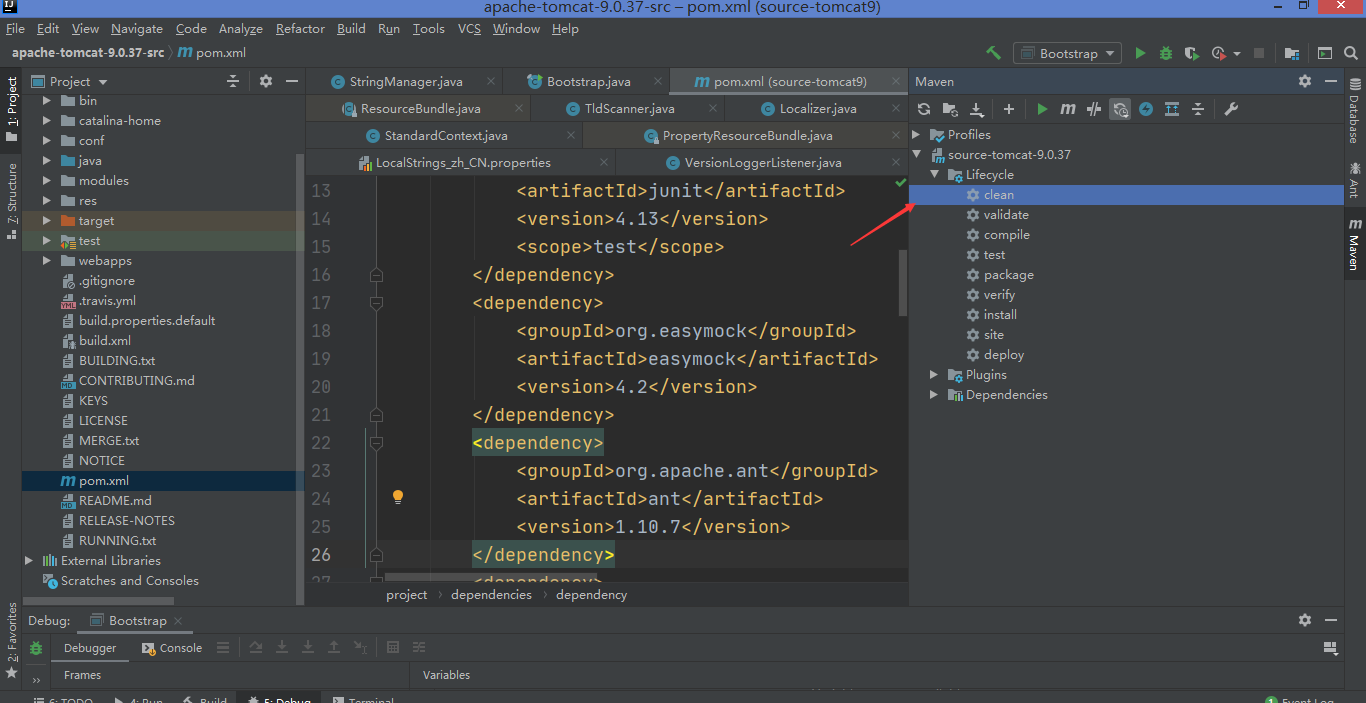 apache-tomcat-9.0.37-src – pom.xml (source-tomcat9)
File Edit View Navigate Code Analyze Refactor Build Run Tools VCS Window Help
apache-tomcat-9.0.37-src pom.xml
Bootstrap
1: Project
Z: Structure
2: Favorites
Project
bin
catalina-home
conf
java
modules
res
target
test
webapps
.gitignore
.travis.yml
build.properties.default
build.xml
BUILDING.txt
CONTRIBUTING.md
KEYS
LICENSE
MERGE.txt
NOTICE
pom.xml
README.md
RELEASE-NOTES
RUNNING.txt
External Libraries
Scratches and Consoles
StringManager.java Bootstrap.java pom.xml (source-tomcat9)
ResourceBundle.java TldScanner.java Localizer.java
StandardContext.java PropertyResourceBundle.java
LocalStrings_zh_CN.properties VersionLoggerListener.java
13 <artifactId>junit</artifactId>
14 <version>4.13</version>
15 <scope>test</scope>
16 </dependency>
17 <dependency>
18 <groupId>org.easymock</groupId>
19 <artifactId>easymock</artifactId>
20 <version>4.2</version>
21 </dependency>
22 <dependency>
23 <groupId>org.apache.ant</groupId>
24 <artifactId>ant</artifactId>
25 <version>1.10.7</version>
26 </dependency>
27 <dependency>
project › dependencies › dependency
Maven
Profiles
source-tomcat-9.0.37
Lifecycle
clean
validate
compile
test
package
verify
install
site
deploy
Plugins
Dependencies
Database
Ant
Maven
Debug: Bootstrap
Debugger Console
Frames Variables
6: TODO 4: Run Build 5: Debug Terminal 1 Event Log